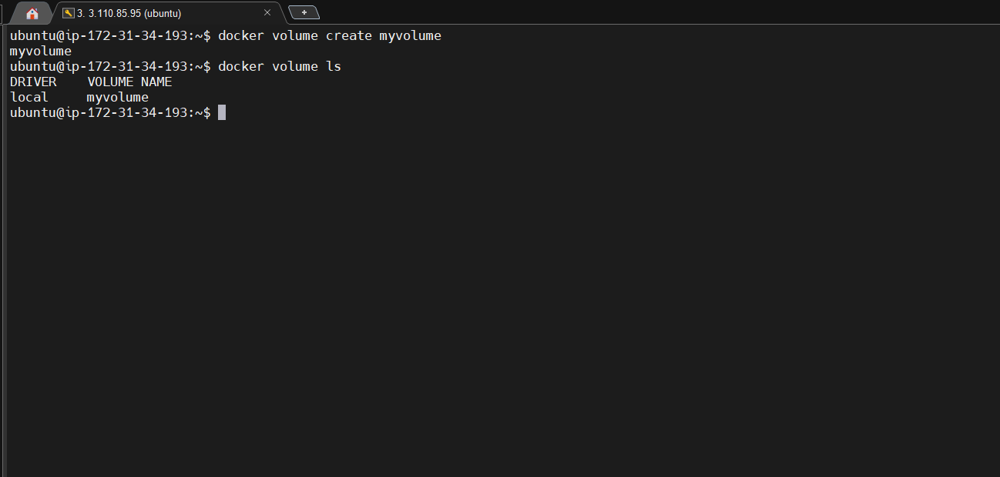 3. 3.110.85.95 (ubuntu)
ubuntu@ip-172-31-34-193:~$ docker volume create myvolume
myvolume
ubuntu@ip-172-31-34-193:~$ docker volume ls
DRIVER    VOLUME NAME
local     myvolume
ubuntu@ip-172-31-34-193:~$